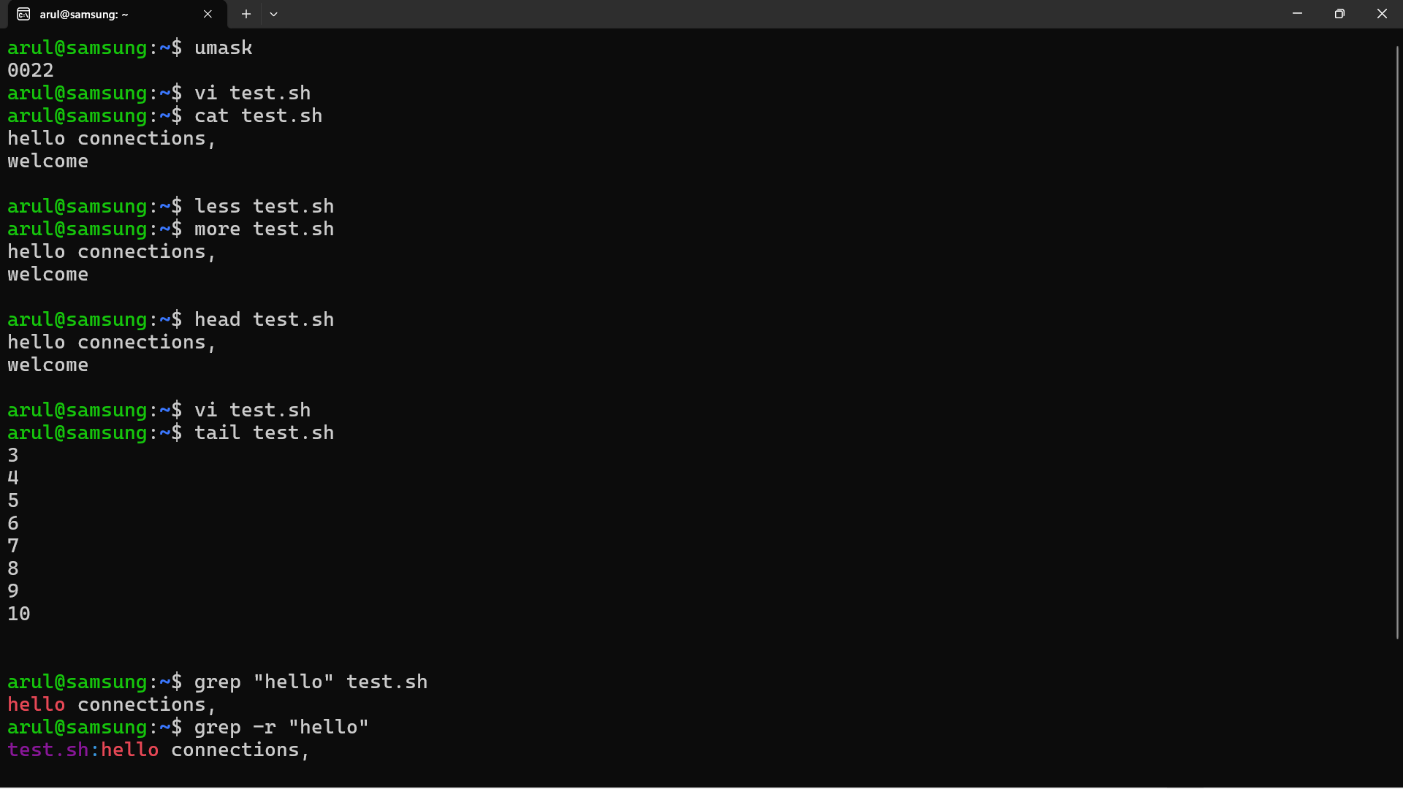 arul@samsung: ~
arul@samsung:~$ umask
0022
arul@samsung:~$ vi test.sh
arul@samsung:~$ cat test.sh
hello connections,
welcome
arul@samsung:~$ less test.sh
arul@samsung:~$ more test.sh
hello connections,
welcome
arul@samsung:~$ head test.sh
hello connections,
welcome
arul@samsung:~$ vi test.sh
arul@samsung:~$ tail test.sh
3
4
5
6
7
8
9
10
arul@samsung:~$ grep "hello" test.sh
hello connections,
arul@samsung:~$ grep -r "hello"
test.sh:hello connections,